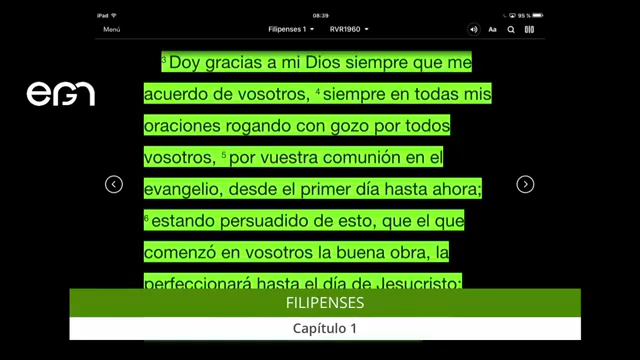 iPad 08:39 95 %
Menú Filipenses 1 RVR1960 Aa
3 Doy gracias a mi Dios siempre que me
acuerdo de vosotros, 4 siempre en todas mis
oraciones rogando con gozo por todos
vosotros, 5 por vuestra comunión en el
evangelio, desde el primer día hasta ahora;
6 estando persuadido de esto, que el que
comenzó en vosotros la buena obra, la
perfeccionará hasta el día de Jesucristo;
FILIPENSES
Capítulo 1